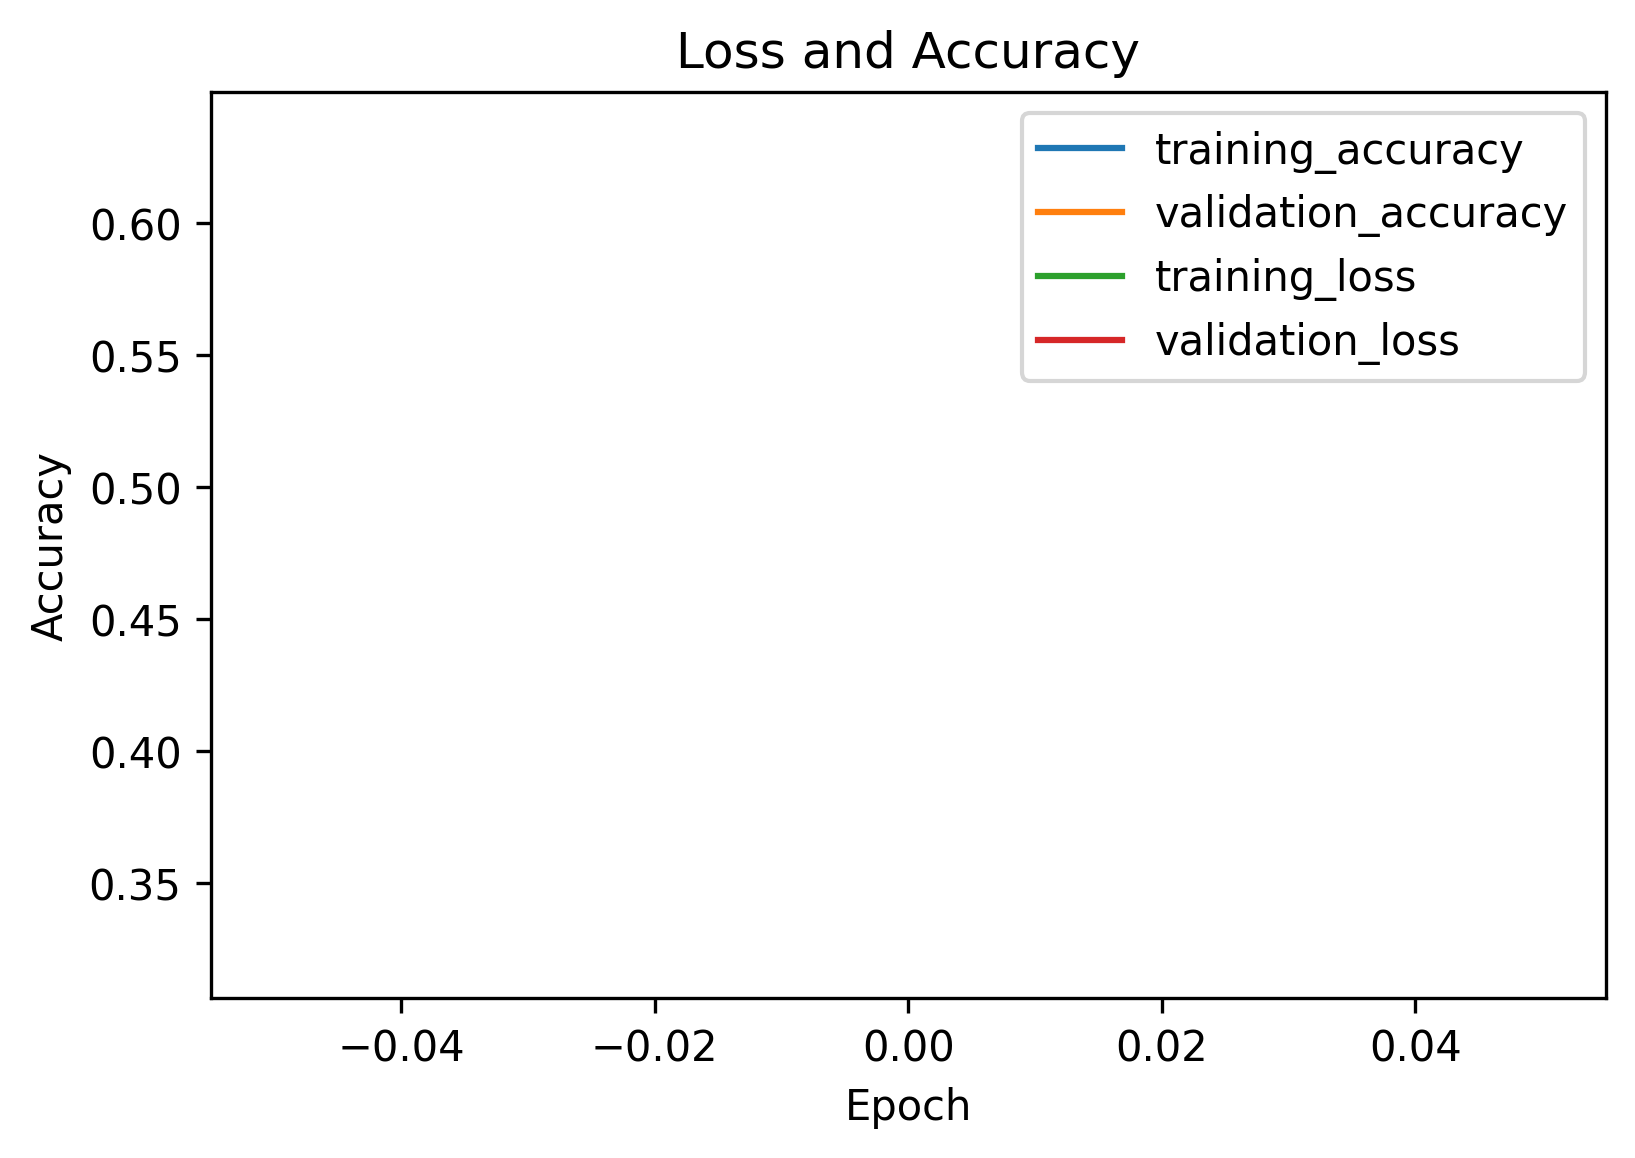 Loss and Accuracy
training_accuracy
validation_accuracy
training_loss
validation_loss
Accuracy
0.60
0.55
0.50
0.45
0.40
0.35
−0.04 −0.02 0.00 0.02 0.04
Epoch